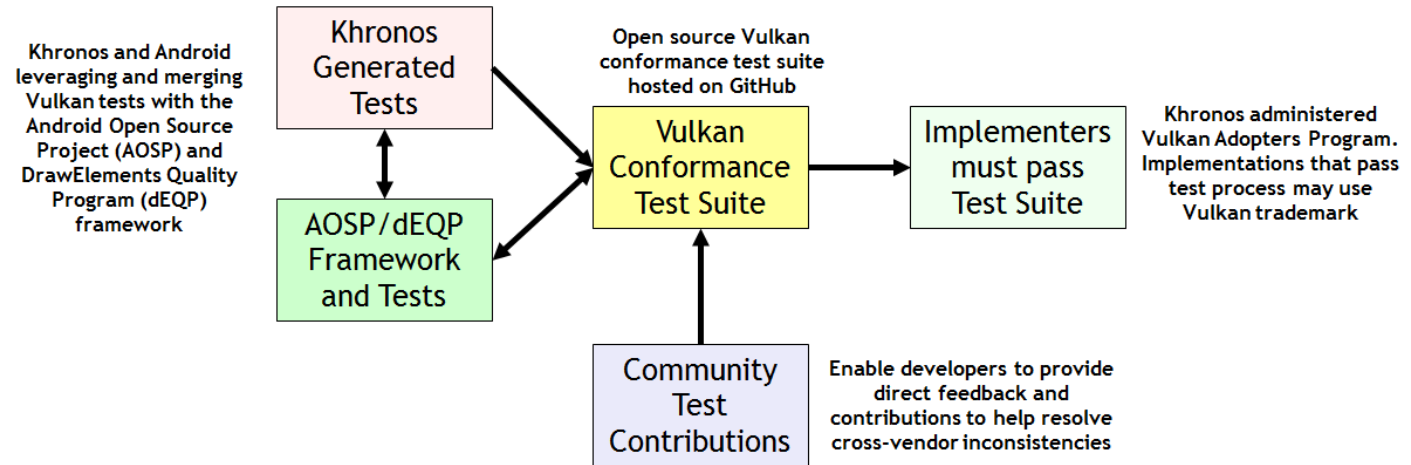 Khronos and Android
leveraging and merging
Vulkan tests with the
Android Open Source
Project (AOSP) and
DrawElements Quality
Program (dEQP)
framework
Khronos
Generated
Tests
AOSP/dEQP
Framework
and Tests
Open source Vulkan
conformance test suite
hosted on GitHub
Vulkan
Conformance
Test Suite
Implementers
must pass
Test Suite
Khronos administered
Vulkan Adopters Program.
Implementations that pass
test process may use
Vulkan trademark
Community
Test
Contributions
Enable developers to provide
direct feedback and
contributions to help resolve
cross-vendor inconsistencies